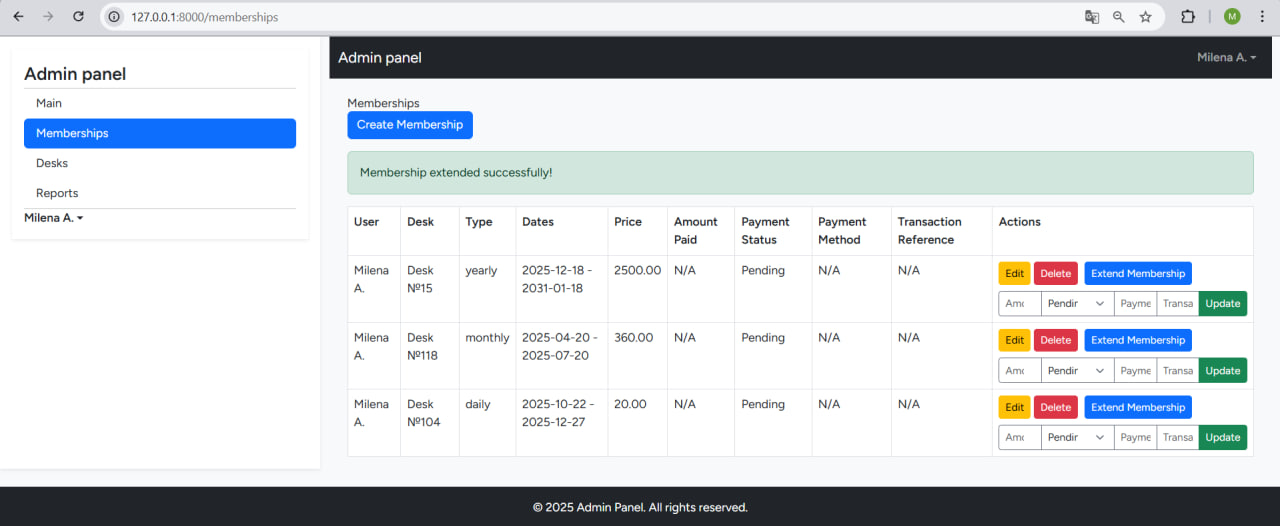 127.0.0.1:8000/memberships
M
Admin panel
Main
Memberships
Desks
Reports
Milena A.
Admin panel
Milena A.
Memberships
Create Membership
Membership extended successfully!
User Desk Type Dates Price Amount Paid Payment Status Payment Method Transaction Reference Actions
Milena A. Desk №15 yearly 2025-12-18 - 2031-01-18 2500.00 N/A Pending N/A N/A Edit Delete Extend Membership
Amc Pendir Payme Transa Update
Milena A. Desk №118 monthly 2025-04-20 - 2025-07-20 360.00 N/A Pending N/A N/A Edit Delete Extend Membership
Amc Pendir Payme Transa Update
Milena A. Desk №104 daily 2025-10-22 - 2025-12-27 20.00 N/A Pending N/A N/A Edit Delete Extend Membership
Amc Pendir Payme Transa Update
© 2025 Admin Panel. All rights reserved.